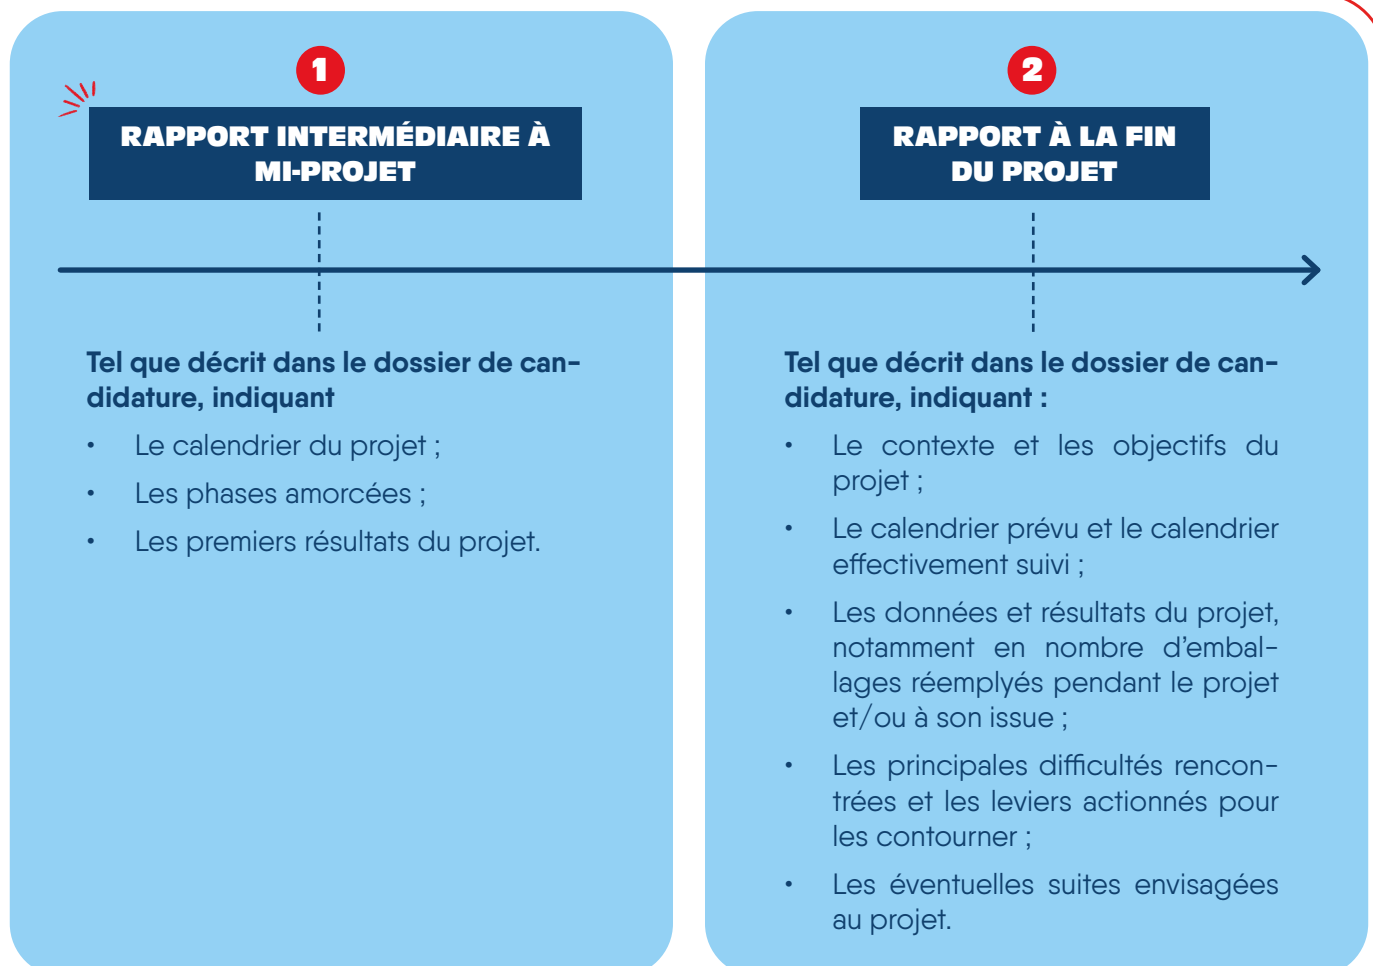 1
RAPPORT INTERMÉDIAIRE À
MI-PROJET
Tel que décrit dans le dossier de can-
didature, indiquant
• Le calendrier du projet ;
• Les phases amorcées ;
• Les premiers résultats du projet.
2
RAPPORT À LA FIN
DU PROJET
Tel que décrit dans le dossier de can-
didature, indiquant :
• Le contexte et les objectifs du
projet ;
• Le calendrier prévu et le calendrier
effectivement suivi ;
• Les données et résultats du projet,
notamment en nombre d'embal-
lages réemplyés pendant le projet
et/ou à son issue ;
• Les principales difficultés rencon-
trées et les leviers actionnés pour
les contourner ;
• Les éventuelles suites envisagées
au projet.